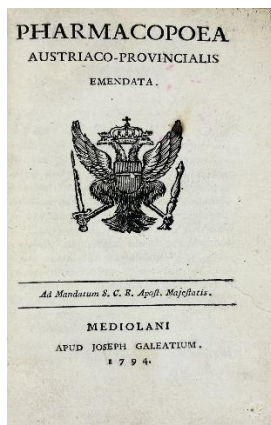 PHARMACOPOEA
AUSTRIACO-PROVINCIALIS
EMENDATA.
Ad Mandatum S. C. R. Apoſt. Majeſtatis.
MEDIOLANI
APUD JOSEPH GALEATIUM.
1794.